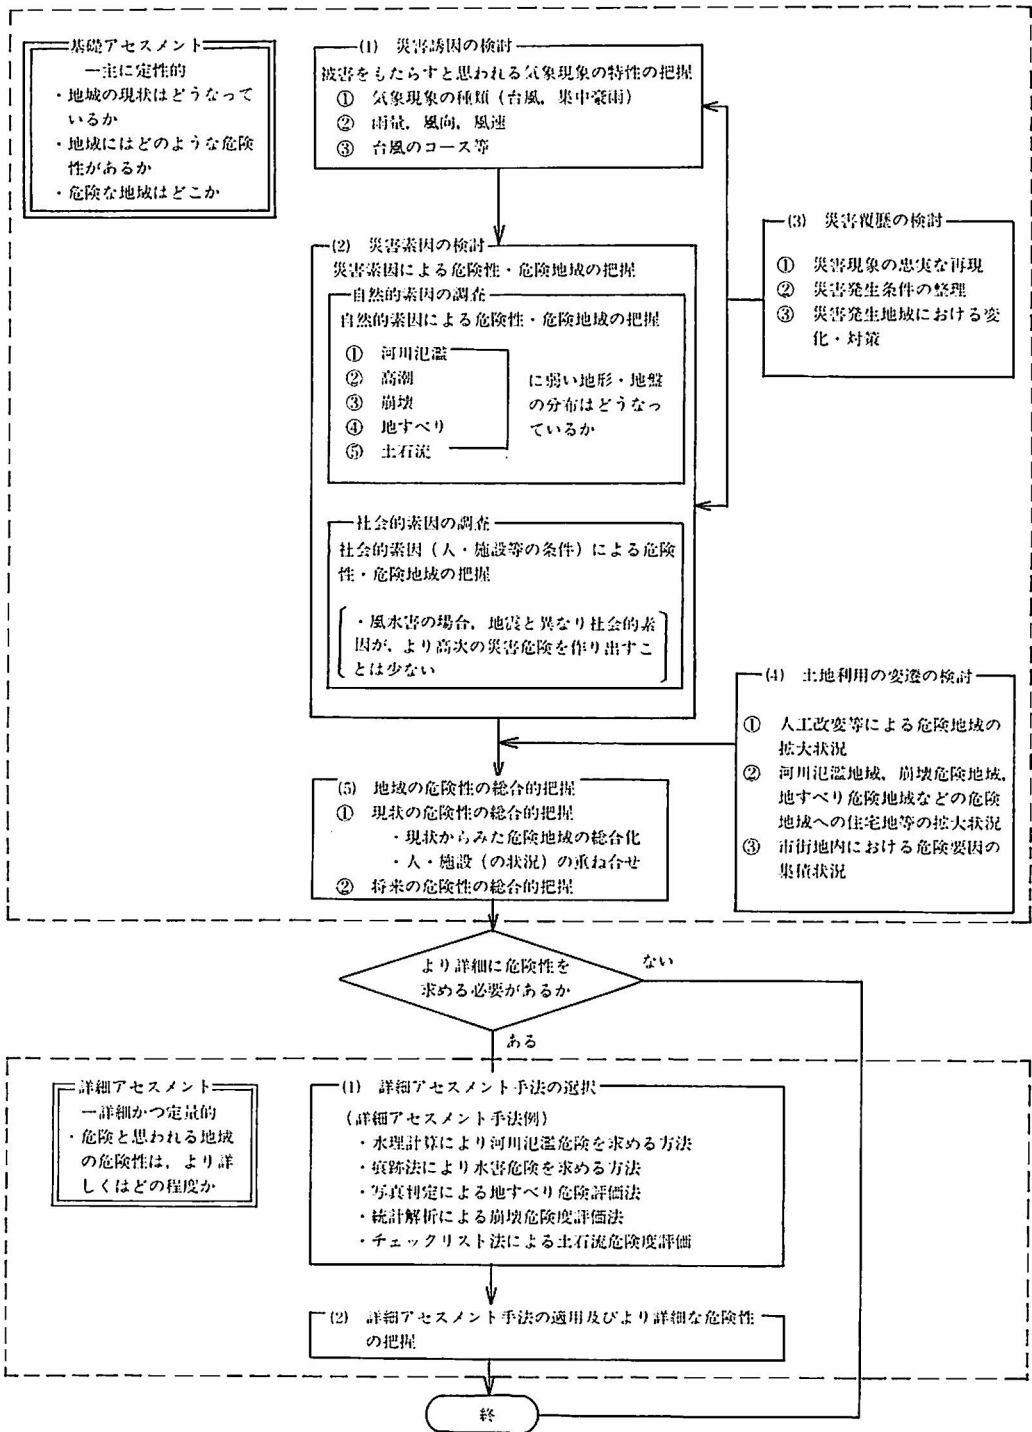 基礎アセスメント
―主に定性的
・地域の現状はどうなって
いるか
・地域にはどのような危険
性があるか
・危険な地域はどこか
(1) 災害誘因の検討
被害をもたらすと思われる気象現象の特性の把握
① 気象現象の種類(台風,集中豪雨)
② 雨量,風向,風速
③ 台風のコース等
(2) 災害素因の検討
災害素因による危険性・危険地域の把握
自然的素因の調査
自然的素因による危険性・危険地域の把握
① 河川氾濫
② 高潮
③ 崩壊
④ 地すべり
⑤ 土石流
に弱い地形・地盤
の分布はどうなっ
ているか
社会的素因の調査
社会的素因(人・施設等の条件)による危険
性・危険地域の把握
・風水害の場合,地震と異なり社会的素
因が,より高次の災害危険を作り出すこ
とは少ない
(3) 災害履歴の検討
① 災害現象の忠実な再現
② 災害発生条件の整理
③ 災害発生地域における変
化・対策
(4) 土地利用の変遷の検討
① 人工改変等による危険地域の
拡大状況
② 河川氾濫地域,崩壊危険地域,
地すべり危険地域などの危険
地域への住宅地等の拡大状況
③ 市街地内における危険要因の
集積状況
(5) 地域の危険性の総合的把握
① 現状の危険性の総合的把握
・現状からみた危険地域の総合化
・人・施設(の状況)の重ね合せ
② 将来の危険性の総合的把握
より詳細に危険性を
求める必要があるか
ない
ある
詳細アセスメント
―詳細かつ定量的
・危険と思われる地域
の危険性は,より詳
しくはどの程度か
(1) 詳細アセスメント手法の選択
(詳細アセスメント手法例)
・水理計算により河川氾濫危険を求める方法
・痕跡法により水害危険を求める方法
・写真判定による地すべり危険評価法
・統計解析による崩壊危険度評価法
・チェックリスト法による土石流危険度評価
(2) 詳細アセスメント手法の適用及びより詳細な危険性
の把握
終